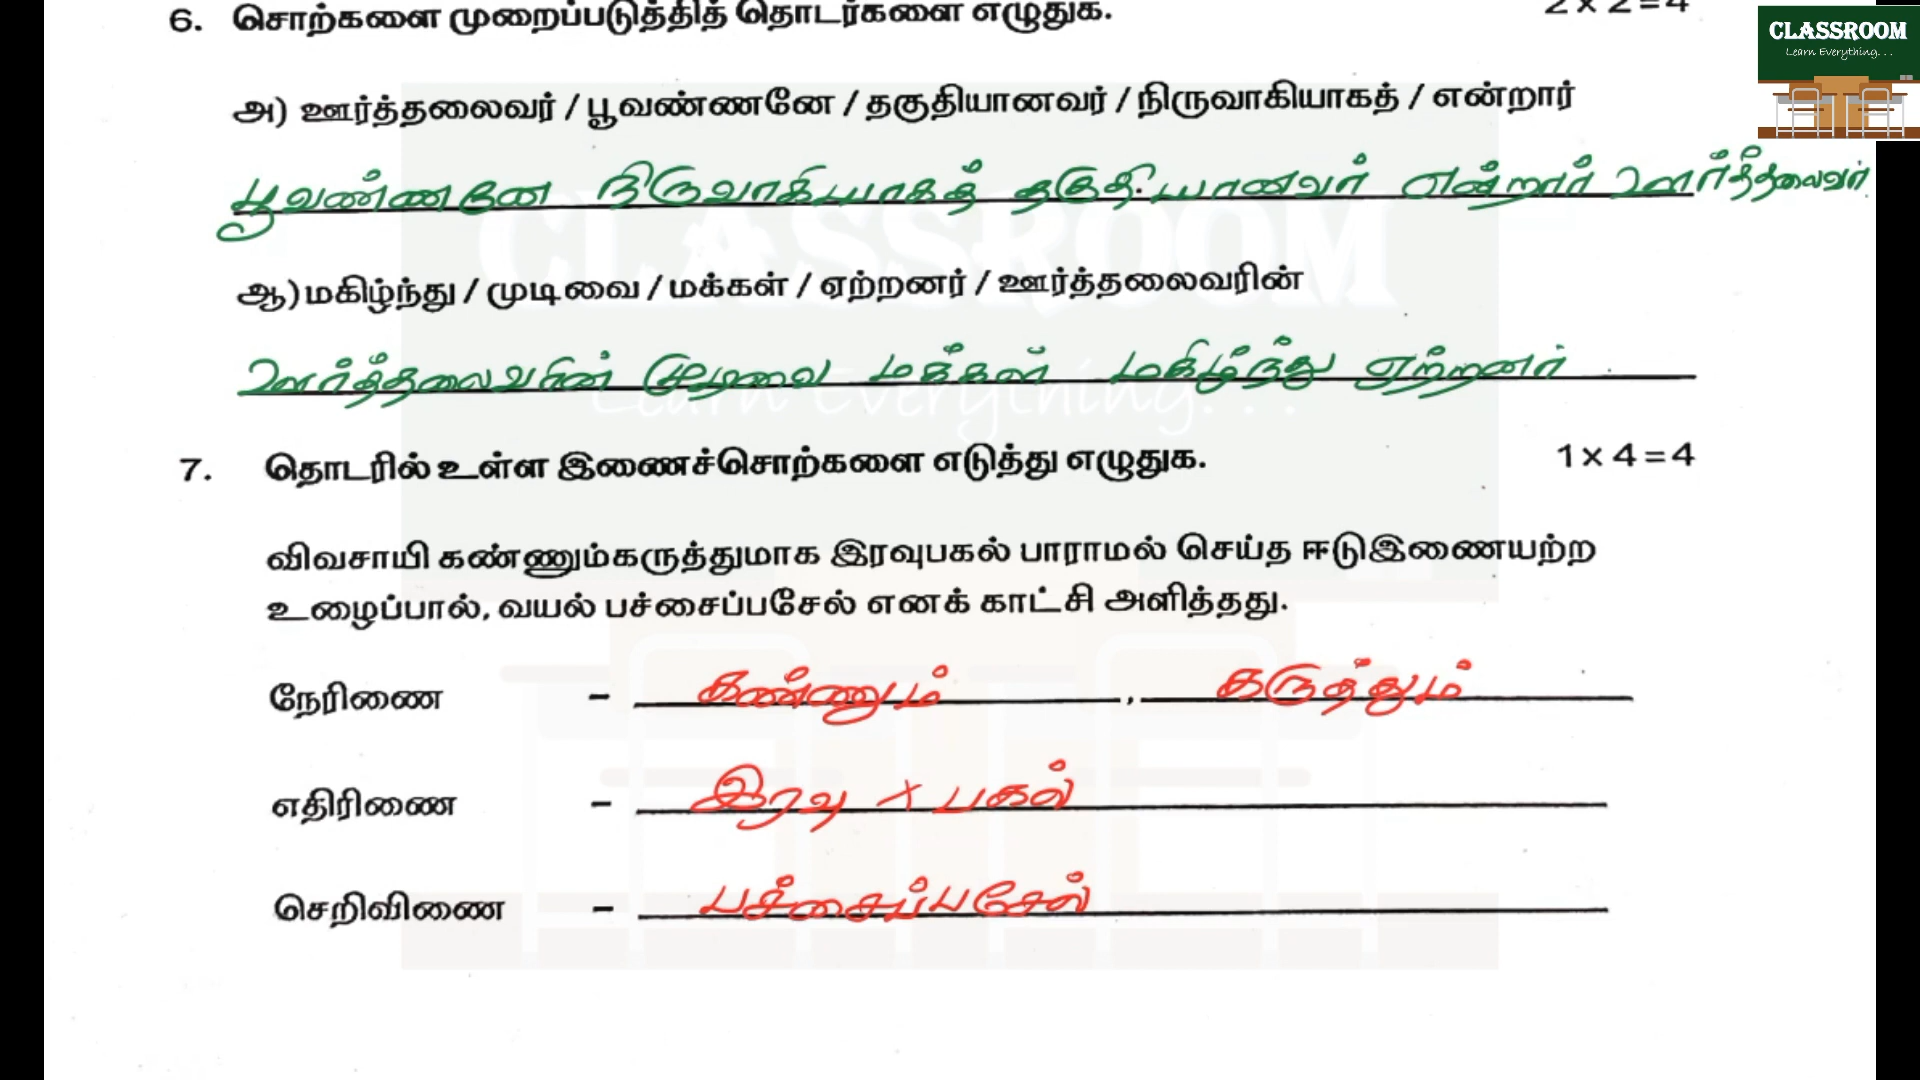 6. சொற்களை முறைப்படுத்தித் தொடர்களை எழுதுக. 2 x 2 = 4
CLASSROOM
Learn Everything. . .
அ) ஊர்த்தலைவர் / பூவண்ணனே / தகுதியானவர் / நிருவாகியாகத் / என்றார்
பூவண்ணனே நிருவாகியாகத் தகுதியானவர் என்றார் ஊர்த்தலைவர்.
ஆ) மகிழ்ந்து / முடிவை / மக்கள் / ஏற்றனர் / ஊர்த்தலைவரின்
ஊர்த்தலைவரின் முடிவை மக்கள் மகிழ்ந்து ஏற்றனர்
7. தொடரில் உள்ள இணைச்சொற்களை எடுத்து எழுதுக. 1 x 4 = 4
விவசாயி கண்ணும்கருத்துமாக இரவுபகல் பாராமல் செய்த ஈடுஇணையற்ற
உழைப்பால், வயல் பச்சைப்பசேல் எனக் காட்சி அளித்தது.
நேரிணை – கண்ணும் , கருத்தும்
எதிரிணை – இரவு x பகல்
செறிவிணை – பச்சைப்பசேல்
CLASSROOM
Learn Everything. . .